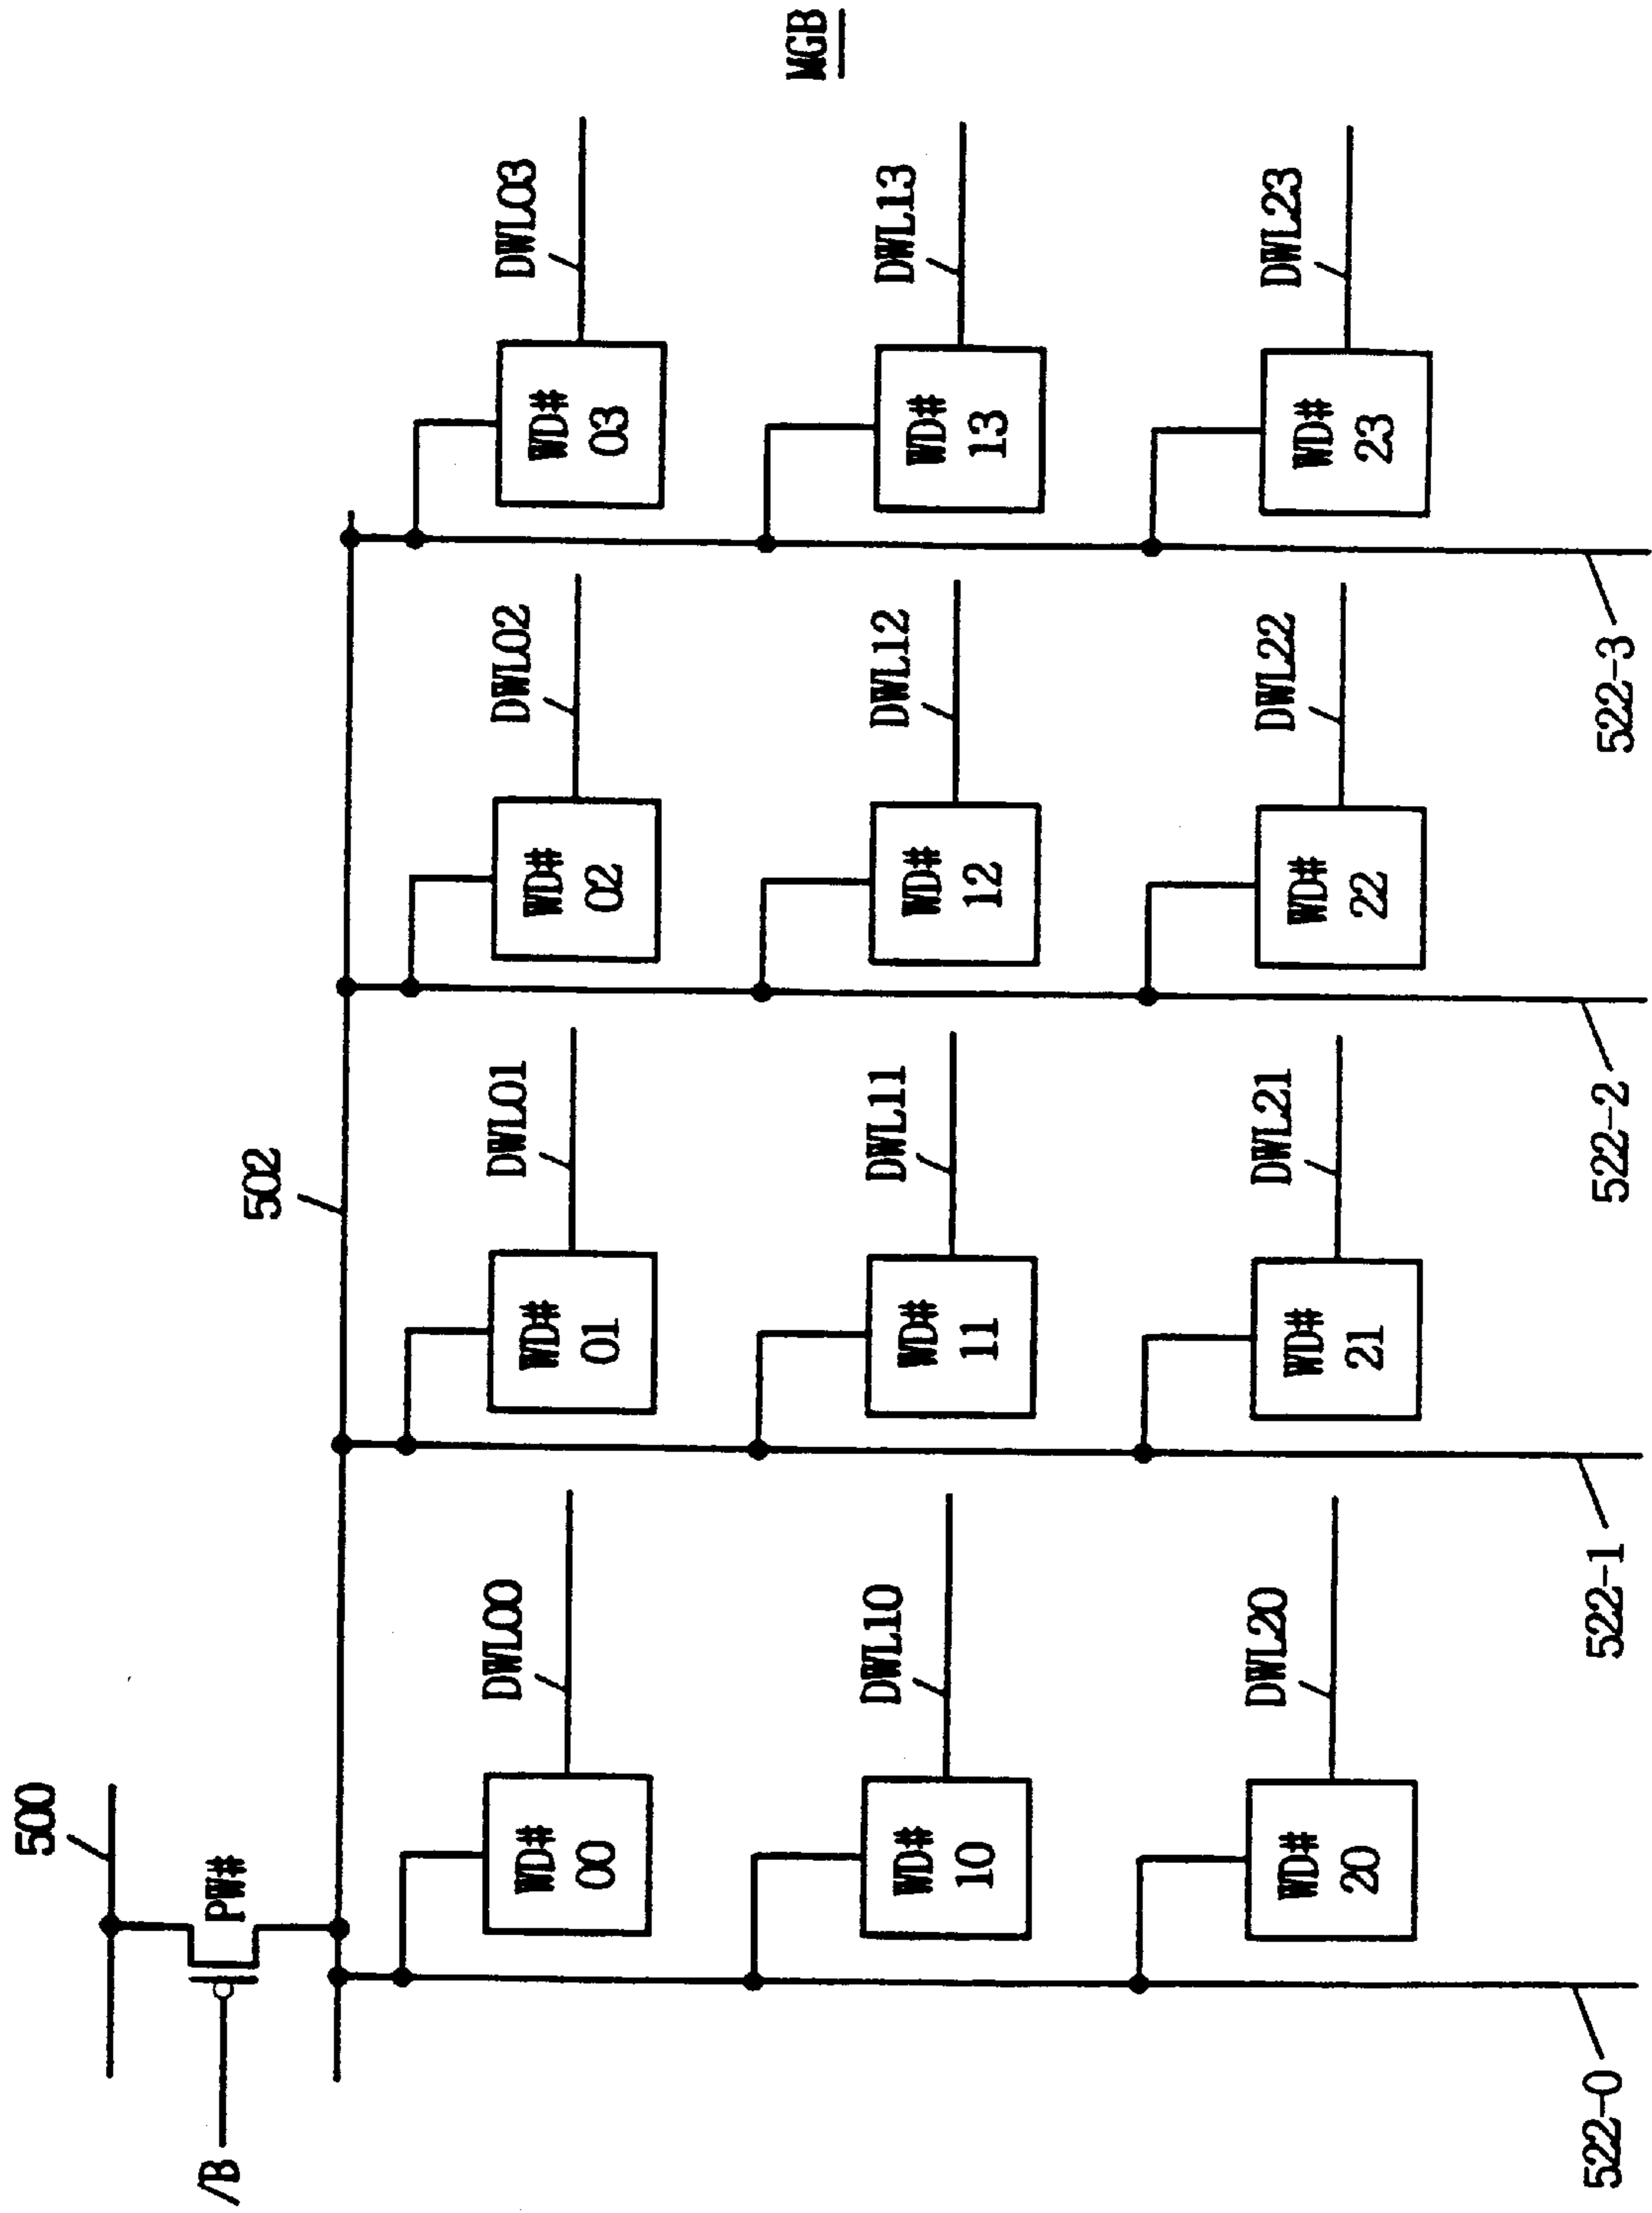 500
/B
PW#
502
DWL00
DWL01
DWL02
DWL03
WD#
00
WD#
01
WD#
02
WD#
03
MGB
DWL10
DWL11
DWL12
DWL13
WD#
10
WD#
11
WD#
12
WD#
13
DWL20
DWL21
DWL22
DWL23
WD#
20
WD#
21
WD#
22
WD#
23
522-0
522-1
522-2
522-3